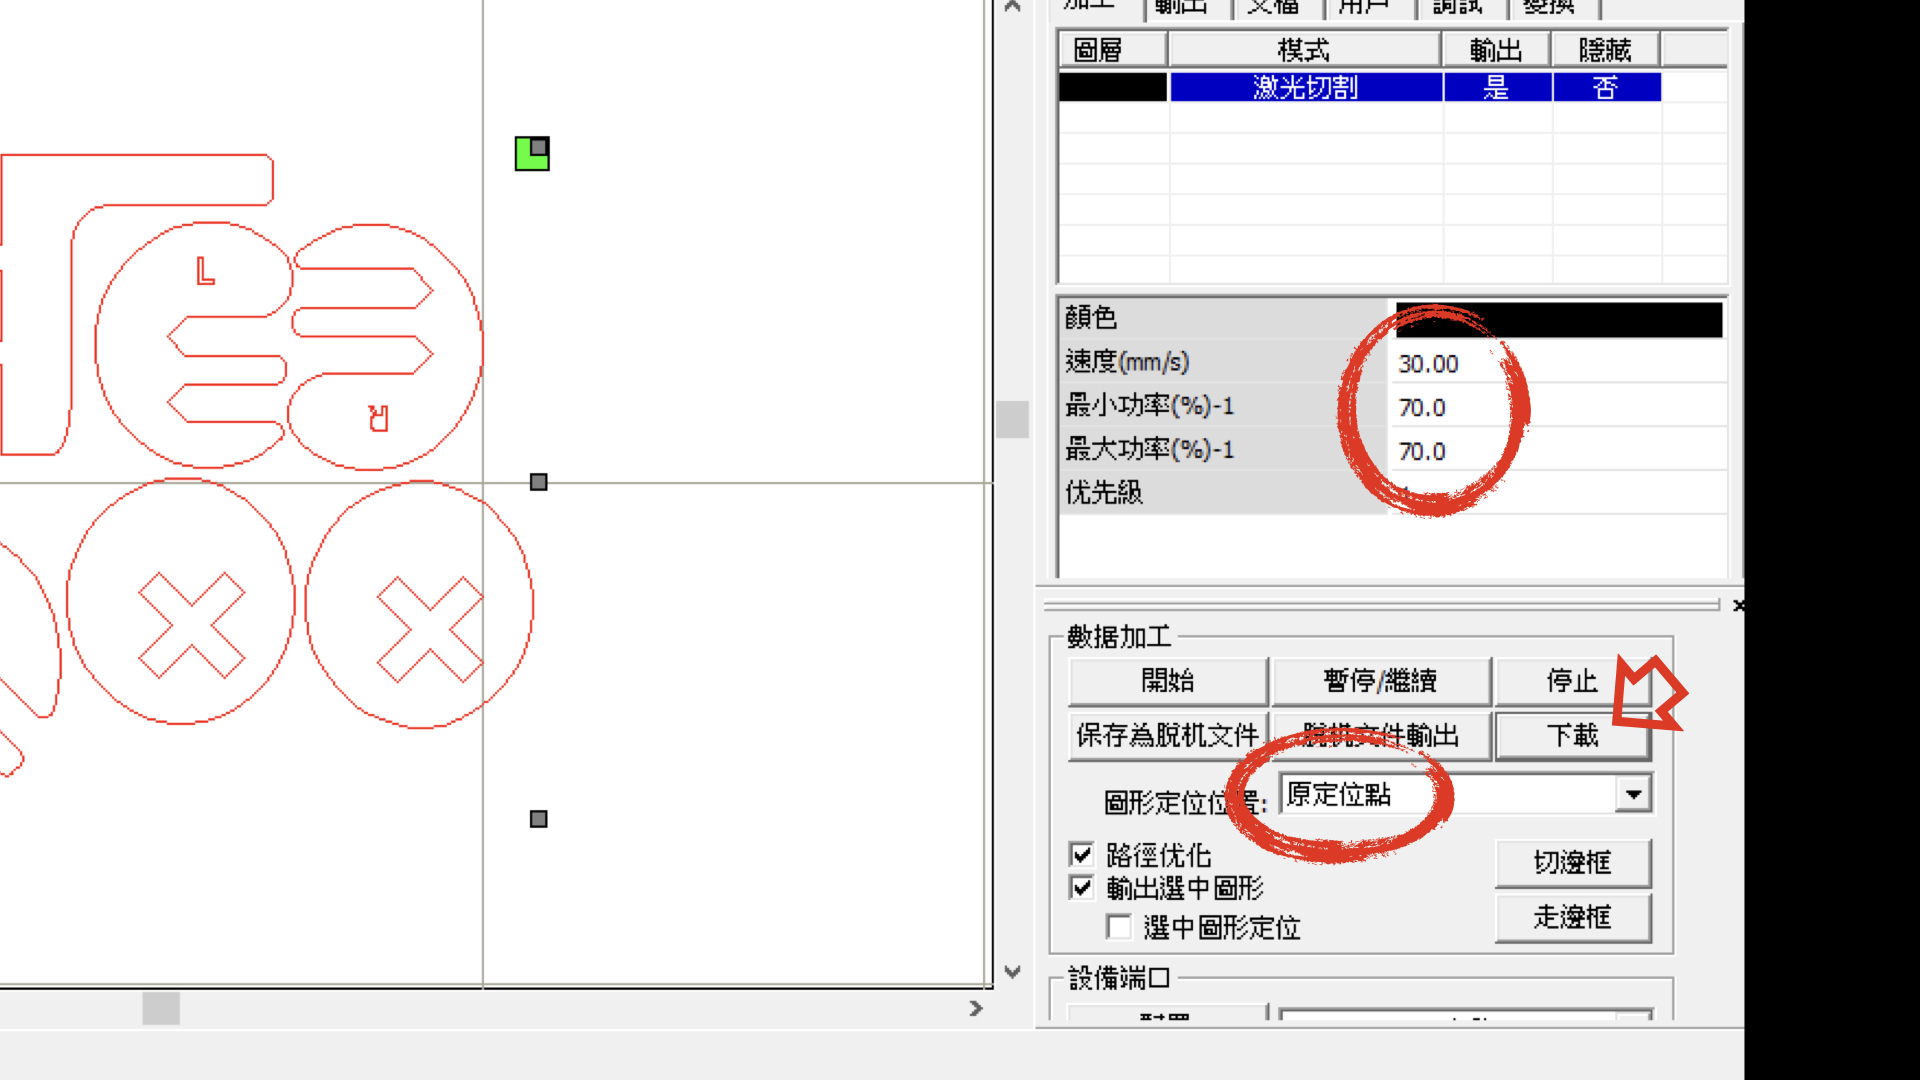 加工 輸出 文檔 用戶 調試 變換
圖層 模式 輸出 隱藏
激光切割 是 否
顏色
速度(mm/s) 30.00
最小功率(%)-1 70.0
最大功率(%)-1 70.0
优先級
L
R
數据加工
開始 暫停/繼續 停止
保存為脫机文件 脫機文件輸出 下載
圖形定位位置: 原定位點
路徑优化
輸出選中圖形
選中圖形定位
切邊框
走邊框
設備端口